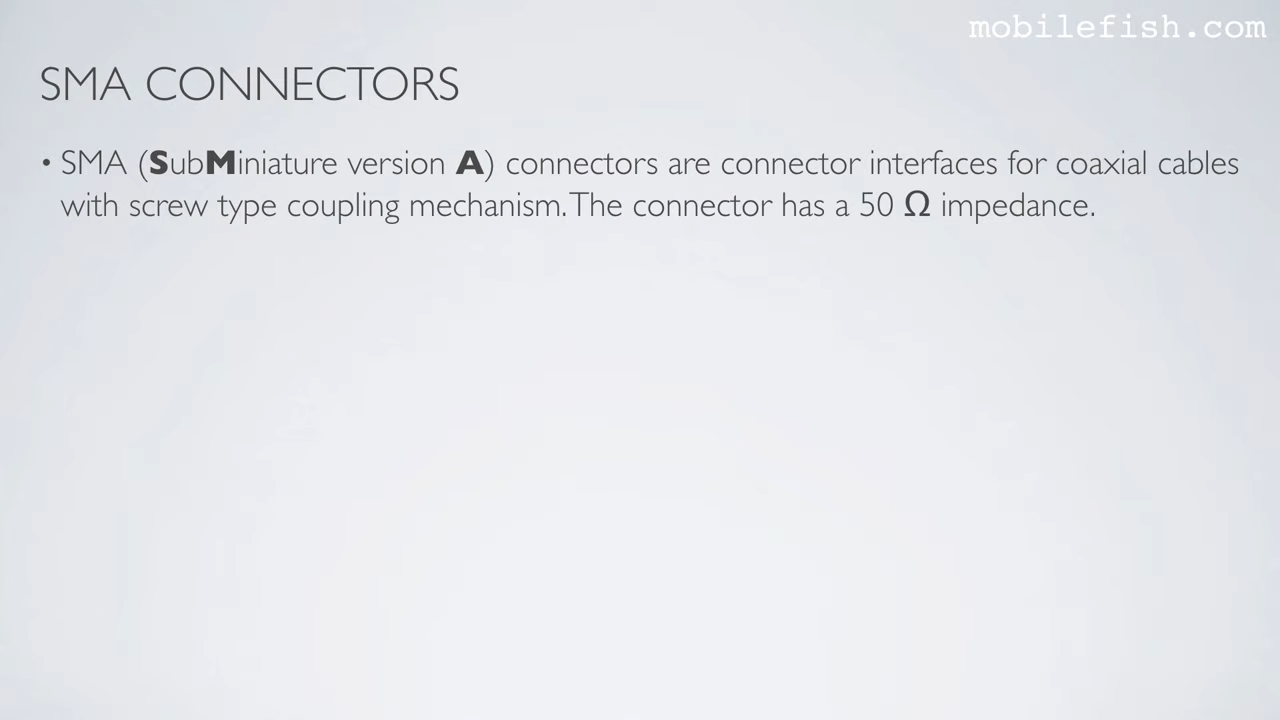 mobilefish.com
SMA CONNECTORS
• SMA (SubMiniature version A) connectors are connector interfaces for coaxial cables
with screw type coupling mechanism. The connector has a 50 Ω impedance.